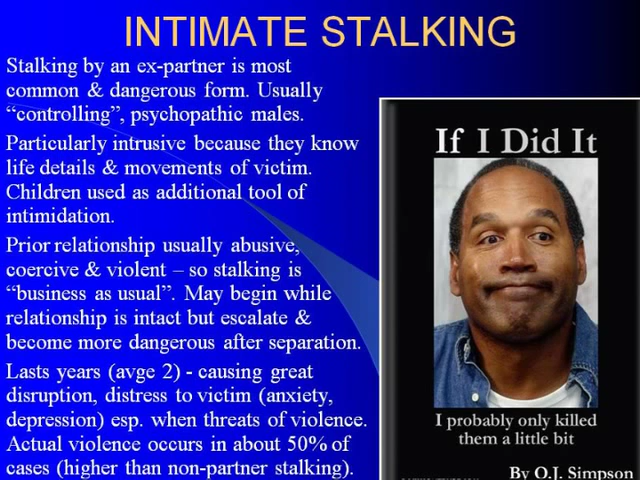 INTIMATE STALKING
Stalking by an ex-partner is most
common & dangerous form. Usually
“controlling”, psychopathic males.
Particularly intrusive because they know
life details & movements of victim.
Children used as additional tool of
intimidation.
Prior relationship usually abusive,
coercive & violent – so stalking is
“business as usual”. May begin while
relationship is intact but escalate &
become more dangerous after separation.
Lasts years (avge 2) - causing great
disruption, distress to victim (anxiety,
depression) esp. when threats of violence.
Actual violence occurs in about 50% of
cases (higher than non-partner stalking).
If I Did It
I probably only killed
them a little bit
By O.J. Simpson